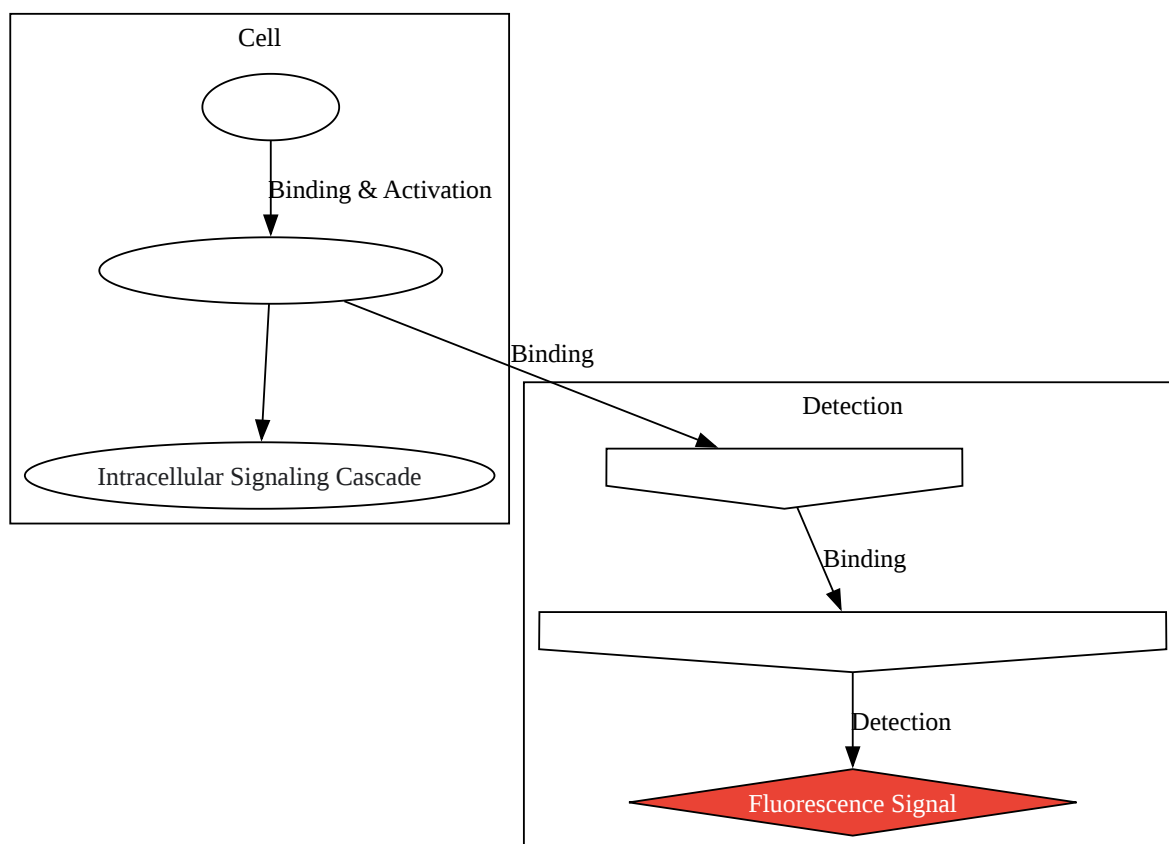 Cell
Binding & Activation
Binding
Detection
Intracellular Signaling Cascade
Binding
Detection
Fluorescence Signal